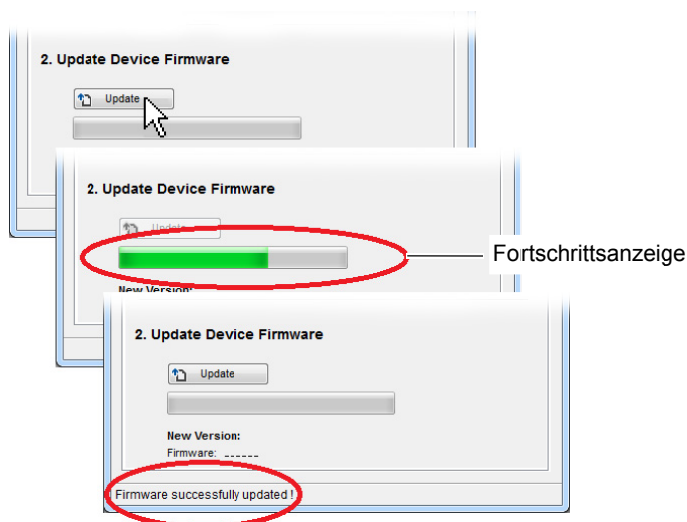 2. Update Device Firmware
Update
2. Update Device Firmware
Update
Fortschrittsanzeige
New Version:
2. Update Device Firmware
Update
New Version:
Firmware: ------
Firmware successfully updated !